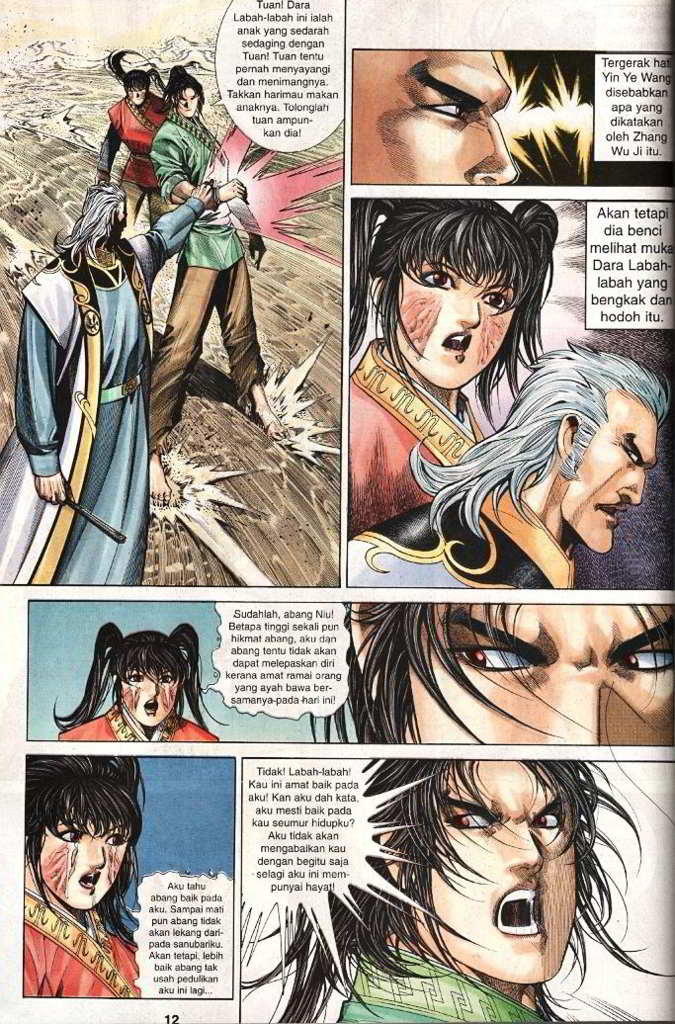 Tuan! Dara
Labah-labah ini ialah
anak yang sedarah
sedaging dengan
Tuan! Tuan tentu
pernah menyayangi
dan menimangnya.
Takkan harimau makan
anaknya. Tolonglah
tuan ampun-
kan dia!
Tergerak hati
Yin Ye Wang
disebabkan
apa yang
dikatakan
oleh Zhang
Wu Ji itu.
Akan tetapi
dia benci
melihat muka
Dara Labah-
labah yang
bengkak dan
hodoh itu.
Sudahlah, abang Niu!
Betapa tinggi sekali pun
hikmat abang, aku dan
abang tentu tidak akan
dapat melepaskan diri
kerana amat ramai orang
yang ayah bawa ber-
samanya pada hari ini!
Aku tahu
abang baik pada
aku. Sampai mati
pun abang tidak
akan lekang dari-
pada sanubariku.
Akan tetapi, lebih
baik abang tak
usah pedulikan
aku ini lagi...
Tidak! Labah-labah!
Kau ini amat baik pada
aku! Kan aku dah kata,
aku mesti baik pada
kau seumur hidupku?
Aku tidak akan
mengabaikan kau
dengan begitu saja
selagi aku ini mem-
punyai hayat!
12